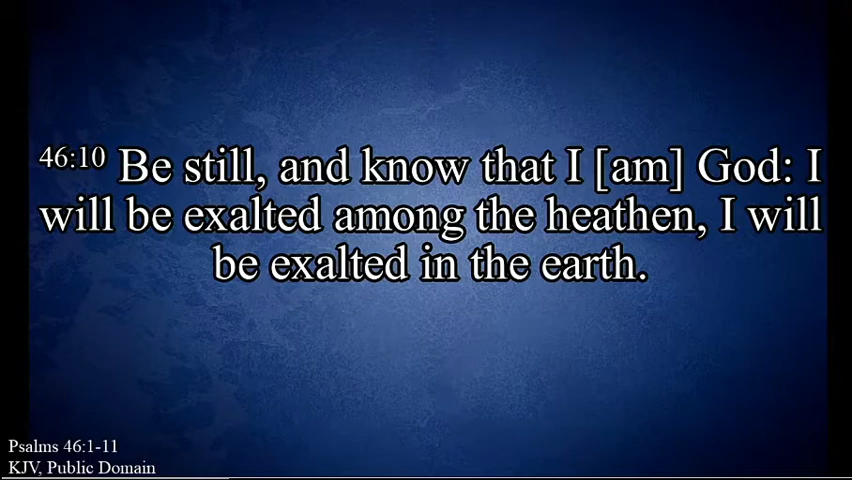 46:10 Be still, and know that I [am] God: I
will be exalted among the heathen, I will
be exalted in the earth.
Psalms 46:1-11
KJV, Public Domain